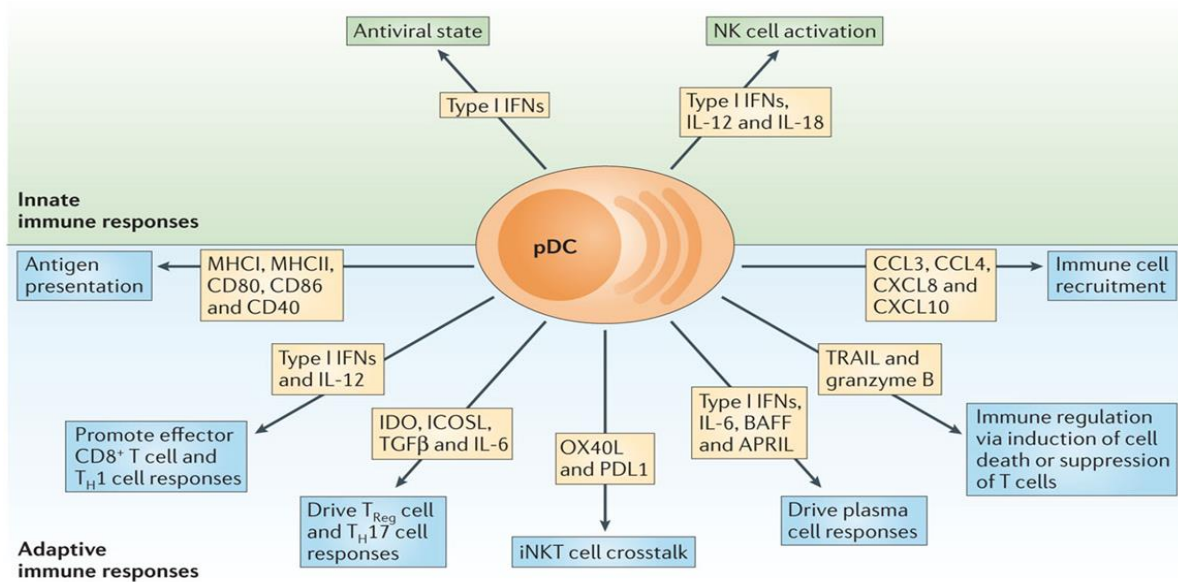 Antiviral state
NK cell activation
Type I IFNs
Type I IFNs,
IL-12 and IL-18
Innate
immune responses
pDC
Antigen
presentation
MHCI, MHCII,
CD80, CD86
and CD40
CCL3, CCL4,
CXCL8 and
CXCL10
Immune cell
recruitment
Type I IFNs
and IL-12
TRAIL and
granzyme B
Promote effector
CD8⁺ T cell and
T_H1 cell responses
IDO, ICOSL,
TGFβ and IL-6
OX40L
and PDL1
Type I IFNs,
IL-6, BAFF
and APRIL
Immune regulation
via induction of cell
death or suppression
of T cells
Drive T_Reg cell
and T_H17 cell
responses
iNKT cell crosstalk
Drive plasma
cell responses
Adaptive
immune responses